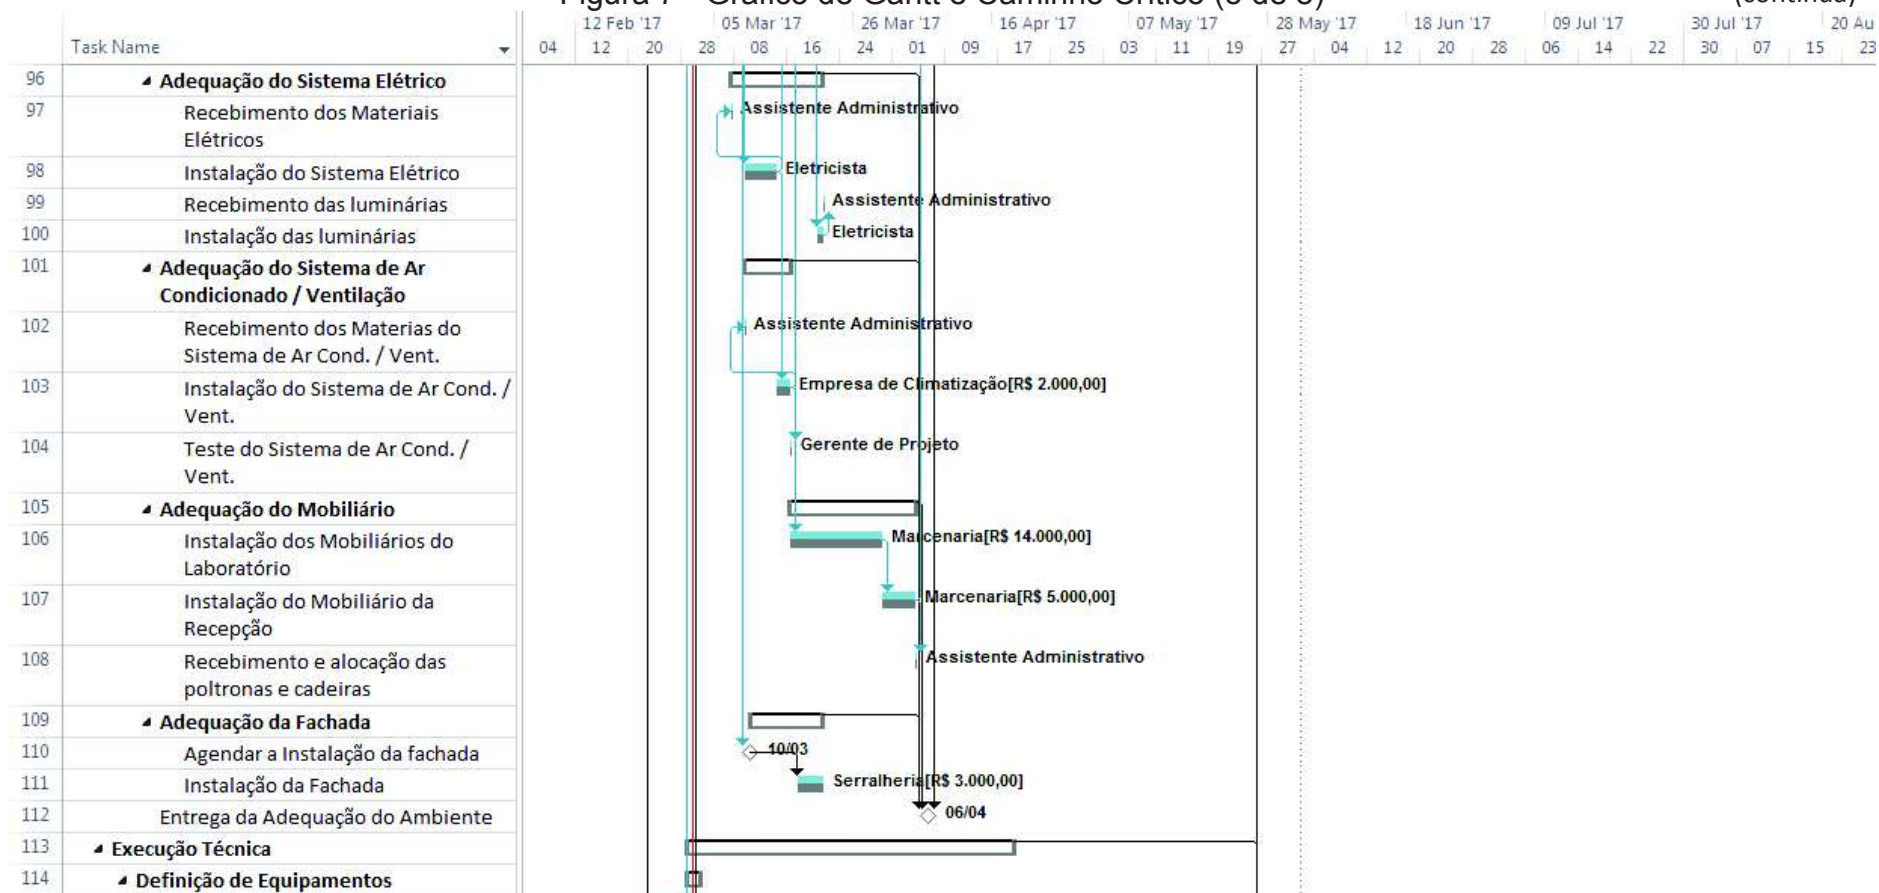 Figura 7 - Gráfico de Gantt e Caminho Crítico (5 de 5)
(continua)
12 Feb '17 05 Mar '17 26 Mar '17 16 Apr '17 07 May '17 28 May '17 18 Jun '17 09 Jul '17 30 Jul '17 20 Au
Task Name 04 12 20 28 08 16 24 01 09 17 25 03 11 19 27 04 12 20 28 06 14 22 30 07 15 23
96 Adequação do Sistema Elétrico
97 Recebimento dos Materiais Assistente Administrativo
Elétricos
98 Instalação do Sistema Elétrico Eletricista
99 Recebimento das luminárias Assistente Administrativo
100 Instalação das luminárias Eletricista
101 Adequação do Sistema de Ar
Condicionado / Ventilação
102 Recebimento dos Materias do Assistente Administrativo
Sistema de Ar Cond. / Vent.
103 Instalação do Sistema de Ar Cond. / Empresa de Climatização[R$ 2.000,00]
Vent.
104 Teste do Sistema de Ar Cond. / Gerente de Projeto
Vent.
105 Adequação do Mobiliário
106 Instalação dos Mobiliários do Marcenaria[R$ 14.000,00]
Laboratório
107 Instalação do Mobiliário da Marcenaria[R$ 5.000,00]
Recepção
108 Recebimento e alocação das Assistente Administrativo
poltronas e cadeiras
109 Adequação da Fachada
110 Agendar a Instalação da fachada 10/03
111 Instalação da Fachada Serralheria[R$ 3.000,00]
112 Entrega da Adequação do Ambiente 06/04
113 Execução Técnica
114 Definição de Equipamentos